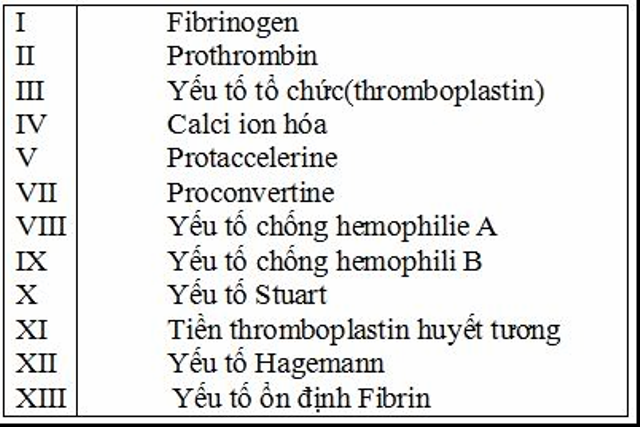 I Fibrinogen
II Prothrombin
III Yếu tố tổ chức(thromboplastin)
IV Calci ion hóa
V Protaccelerine
VII Proconvertine
VIII Yếu tố chống hemophilie A
IX Yếu tố chống hemophili B
X Yếu tố Stuart
XI Tiền thromboplastin huyết tương
XII Yếu tố Hagemann
XIII Yếu tố ổn định Fibrin